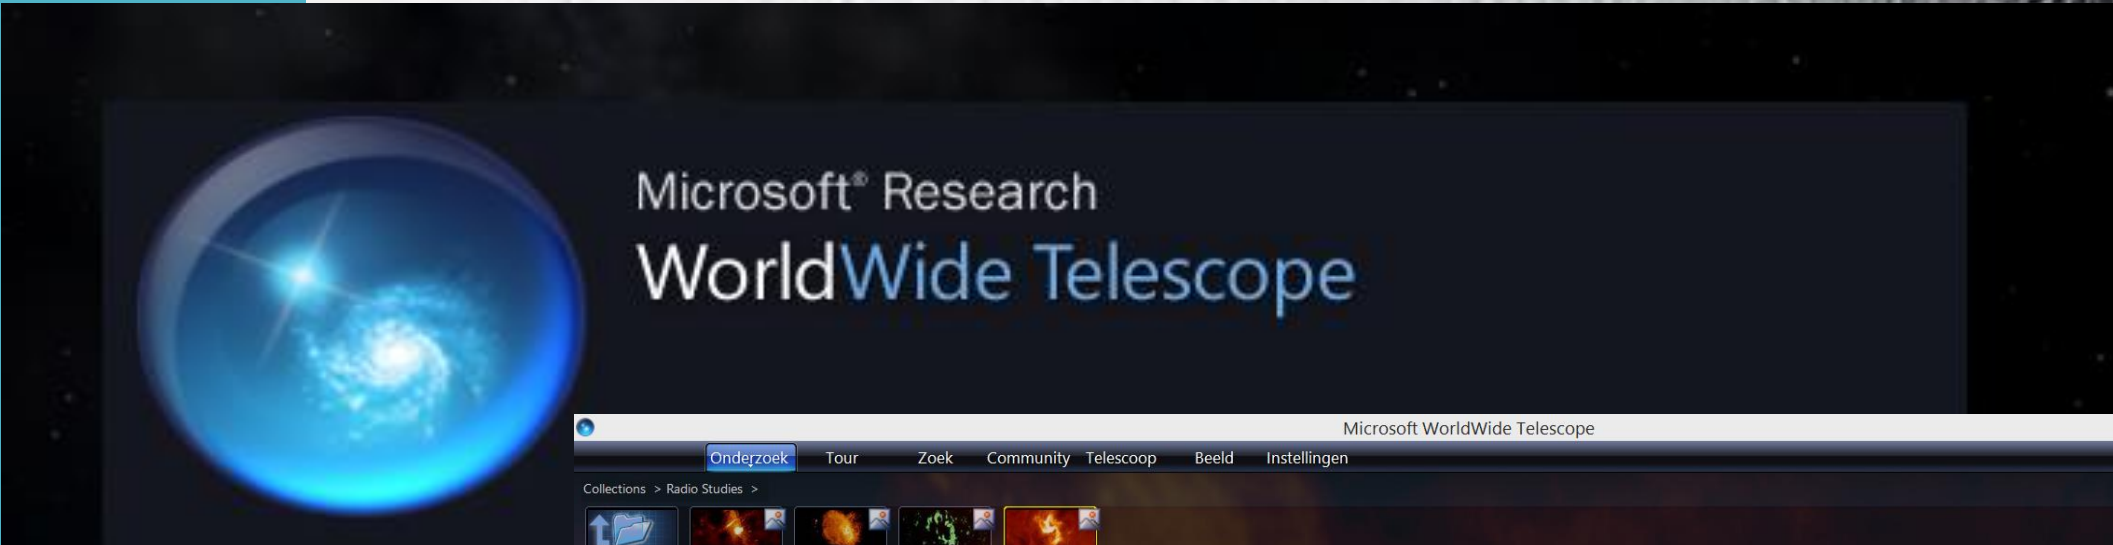 Microsoft® Research
WorldWide Telescope
Microsoft WorldWide Telescope
Onderzoek Tour Zoek Community Telescoop Beeld Instellingen
Collections > Radio Studies >